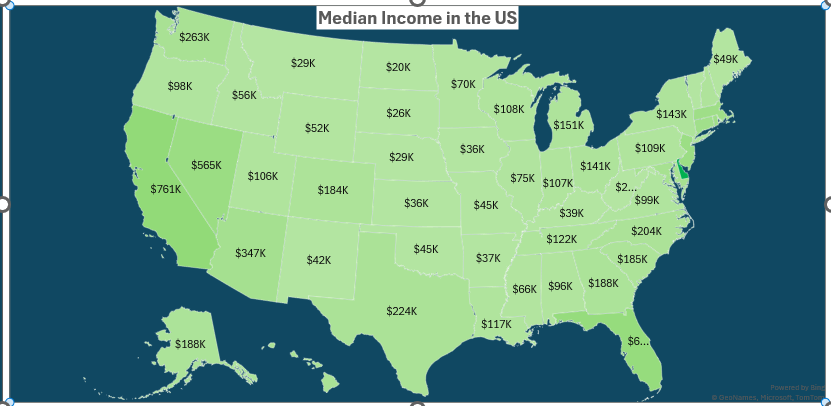 Median Income in the US
$263K
$98K
$56K
$29K
$20K
$70K
$49K
$52K
$26K
$108K
$151K
$143K
$761K
$565K
$106K
$184K
$29K
$36K
$36K
$75K
$107K
$141K
$109K
$2...
$99K
$45K
$39K
$347K
$42K
$45K
$37K
$122K
$204K
$185K
$66K
$96K
$188K
$224K
$117K
$6...
$188K
Powered by Bing
© GeoNames, Microsoft, TomTom